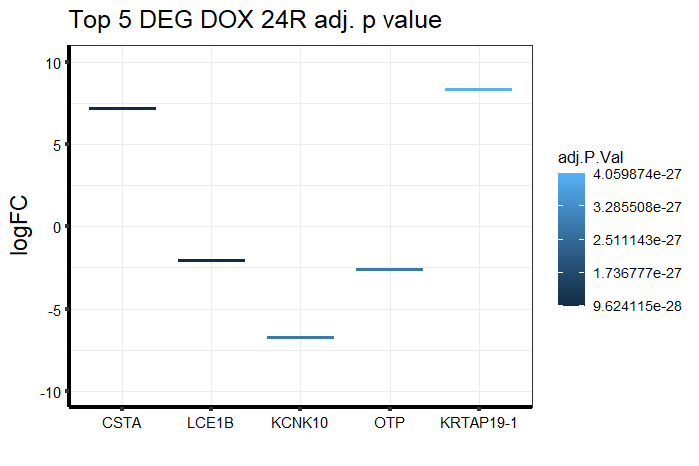 Top 5 DEG DOX 24R adj. p value
logFC
10
5
0
-5
-10
CSTA
LCE1B
KCNK10
OTP
KRTAP19-1
adj.P.Val
4.059874e-27
3.285508e-27
2.511143e-27
1.736777e-27
9.624115e-28